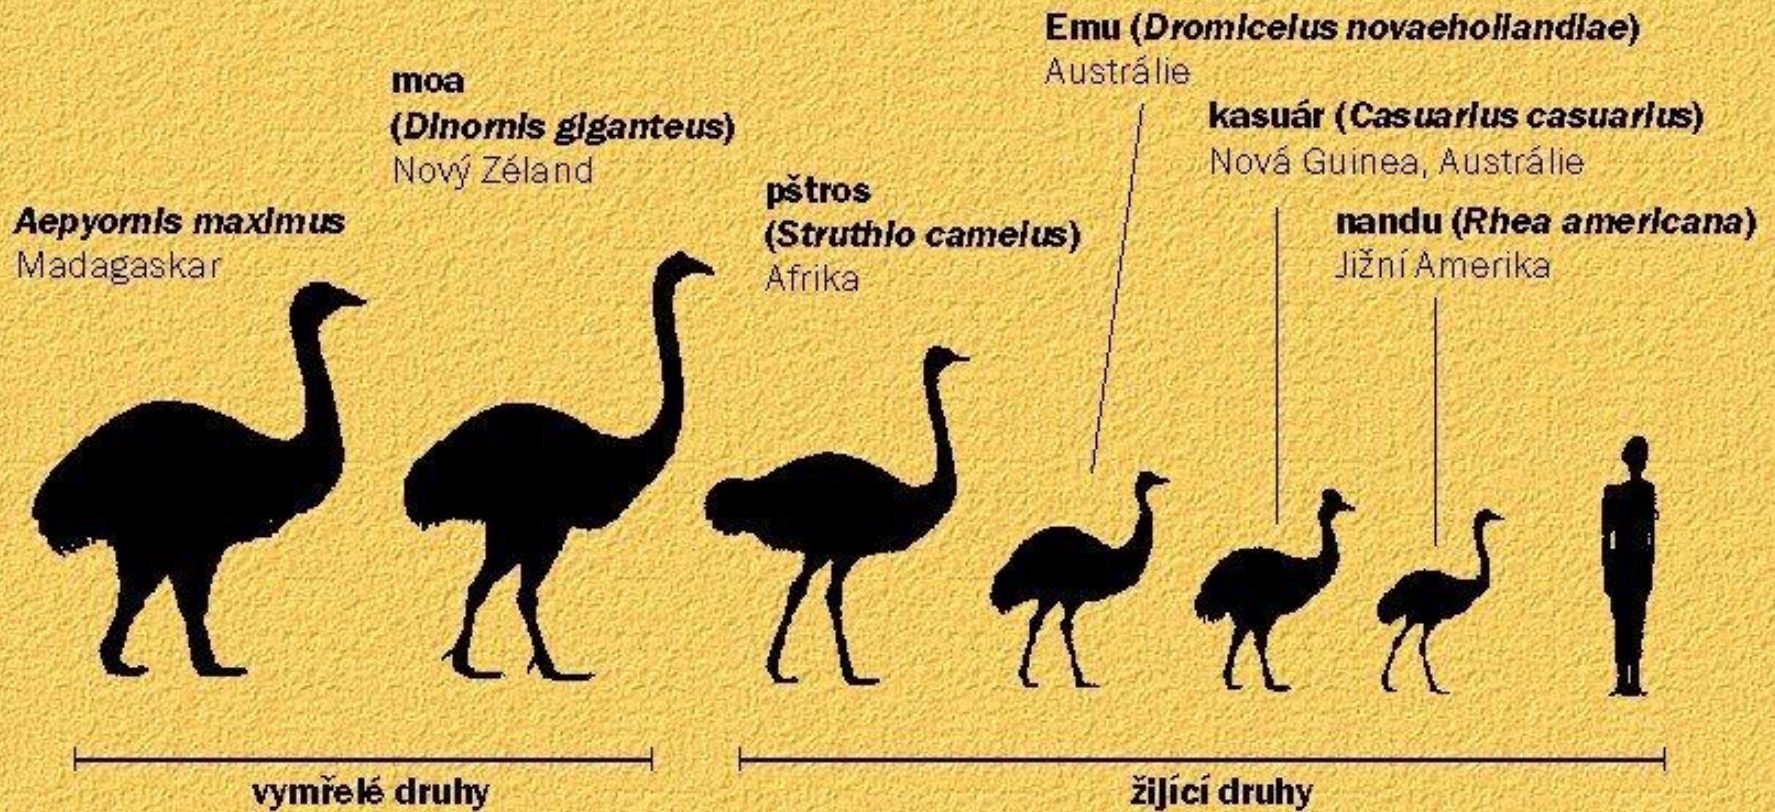 Aepyornis maximus
Madagaskar
moa
(Dinornis giganteus)
Nový Zéland
pštros
(Struthio camelus)
Afrika
Emu (Dromiceius novaehollandiae)
Austrálie
kasuár (Casuarius casuarius)
Nová Guinea, Austrálie
nandu (Rhea americana)
Jižní Amerika
vymřelé druhy
žijící druhy